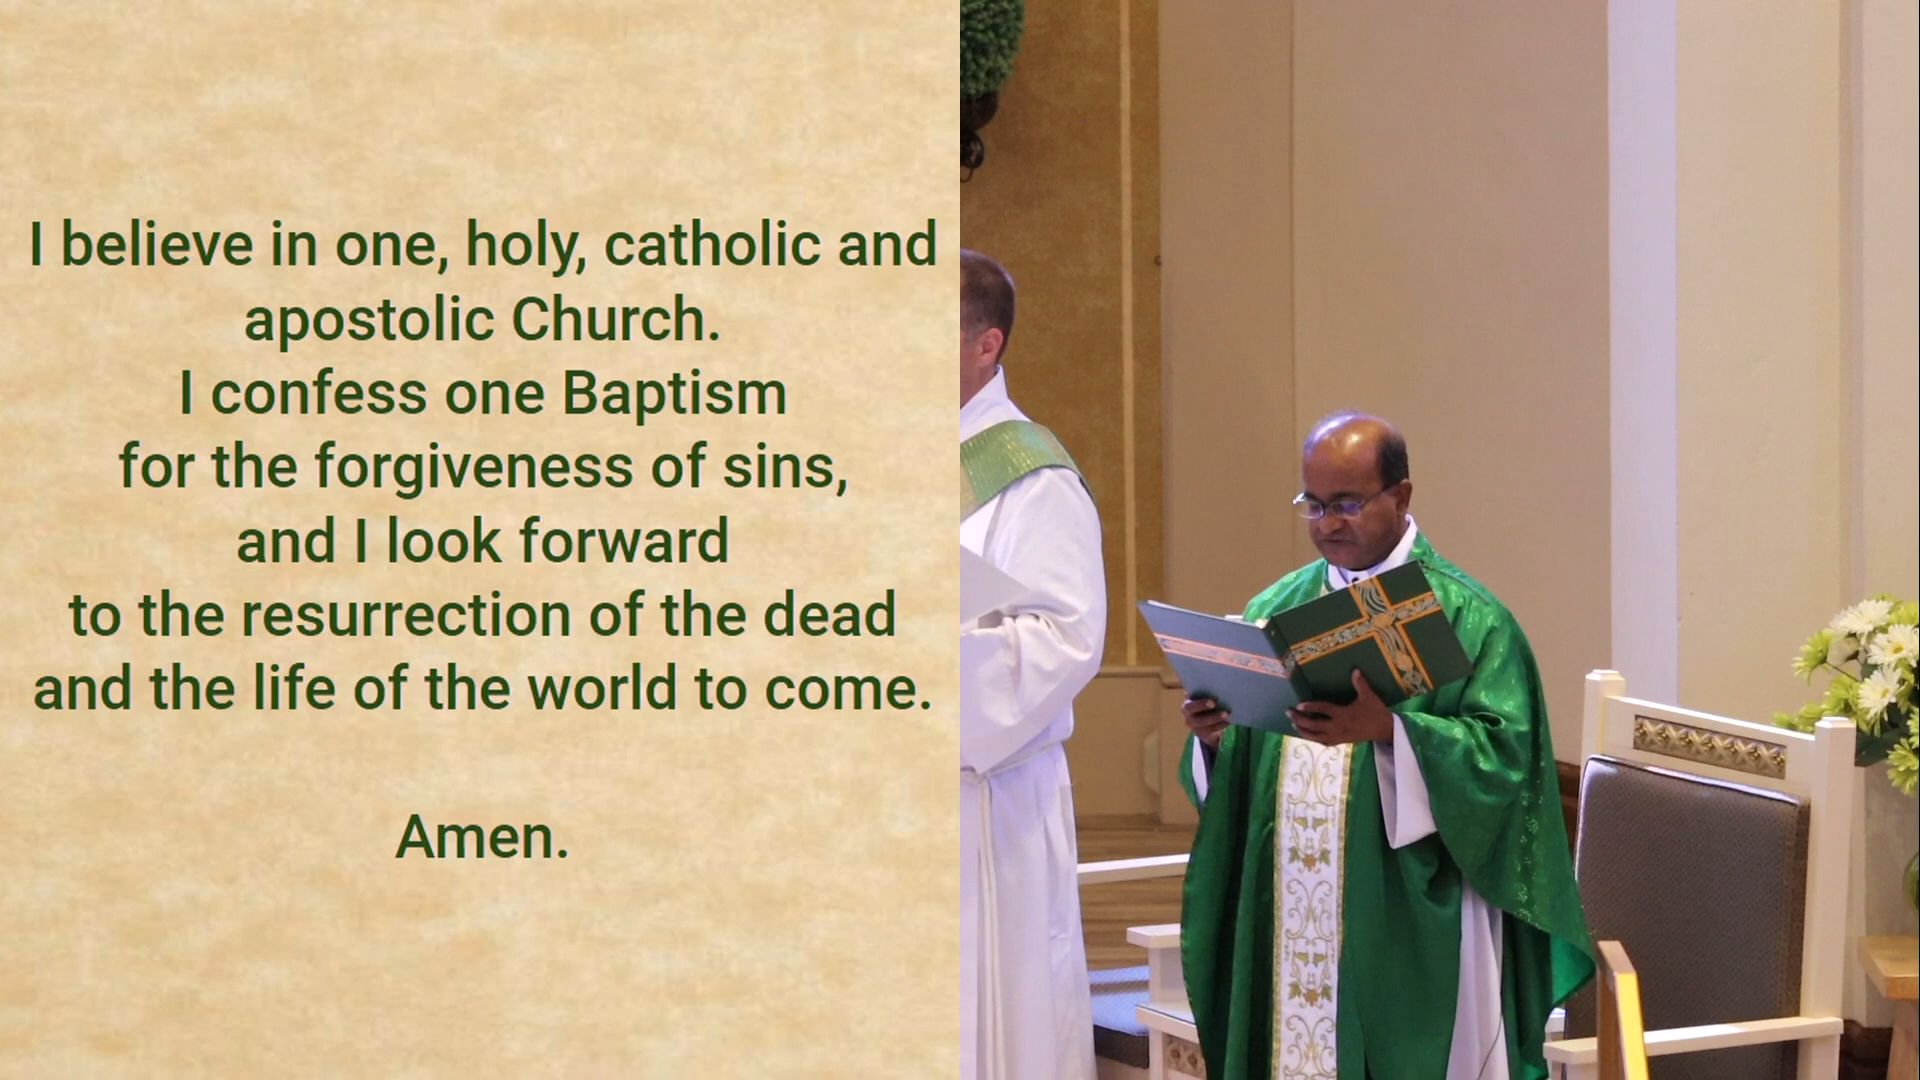 I believe in one, holy, catholic and
apostolic Church.
I confess one Baptism
for the forgiveness of sins,
and I look forward
to the resurrection of the dead
and the life of the world to come.
Amen.